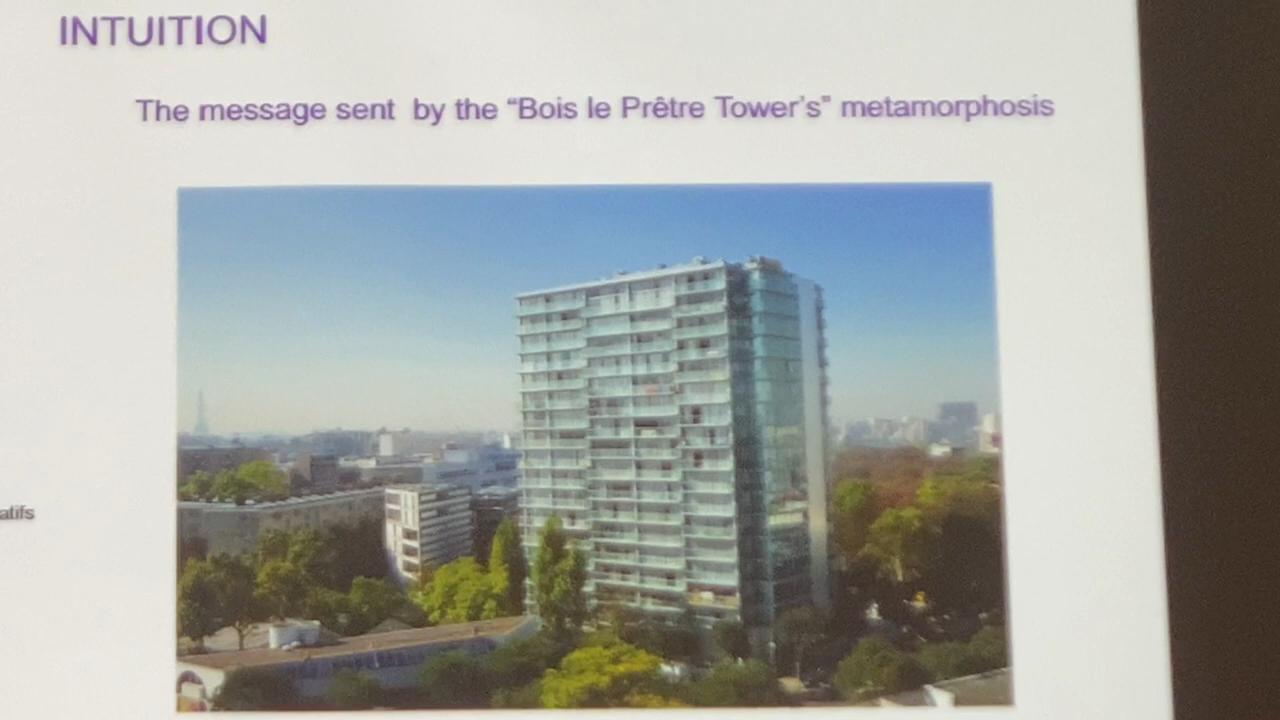 INTUITION
The message sent by the “Bois le Prêtre Tower’s” metamorphosis
atifs